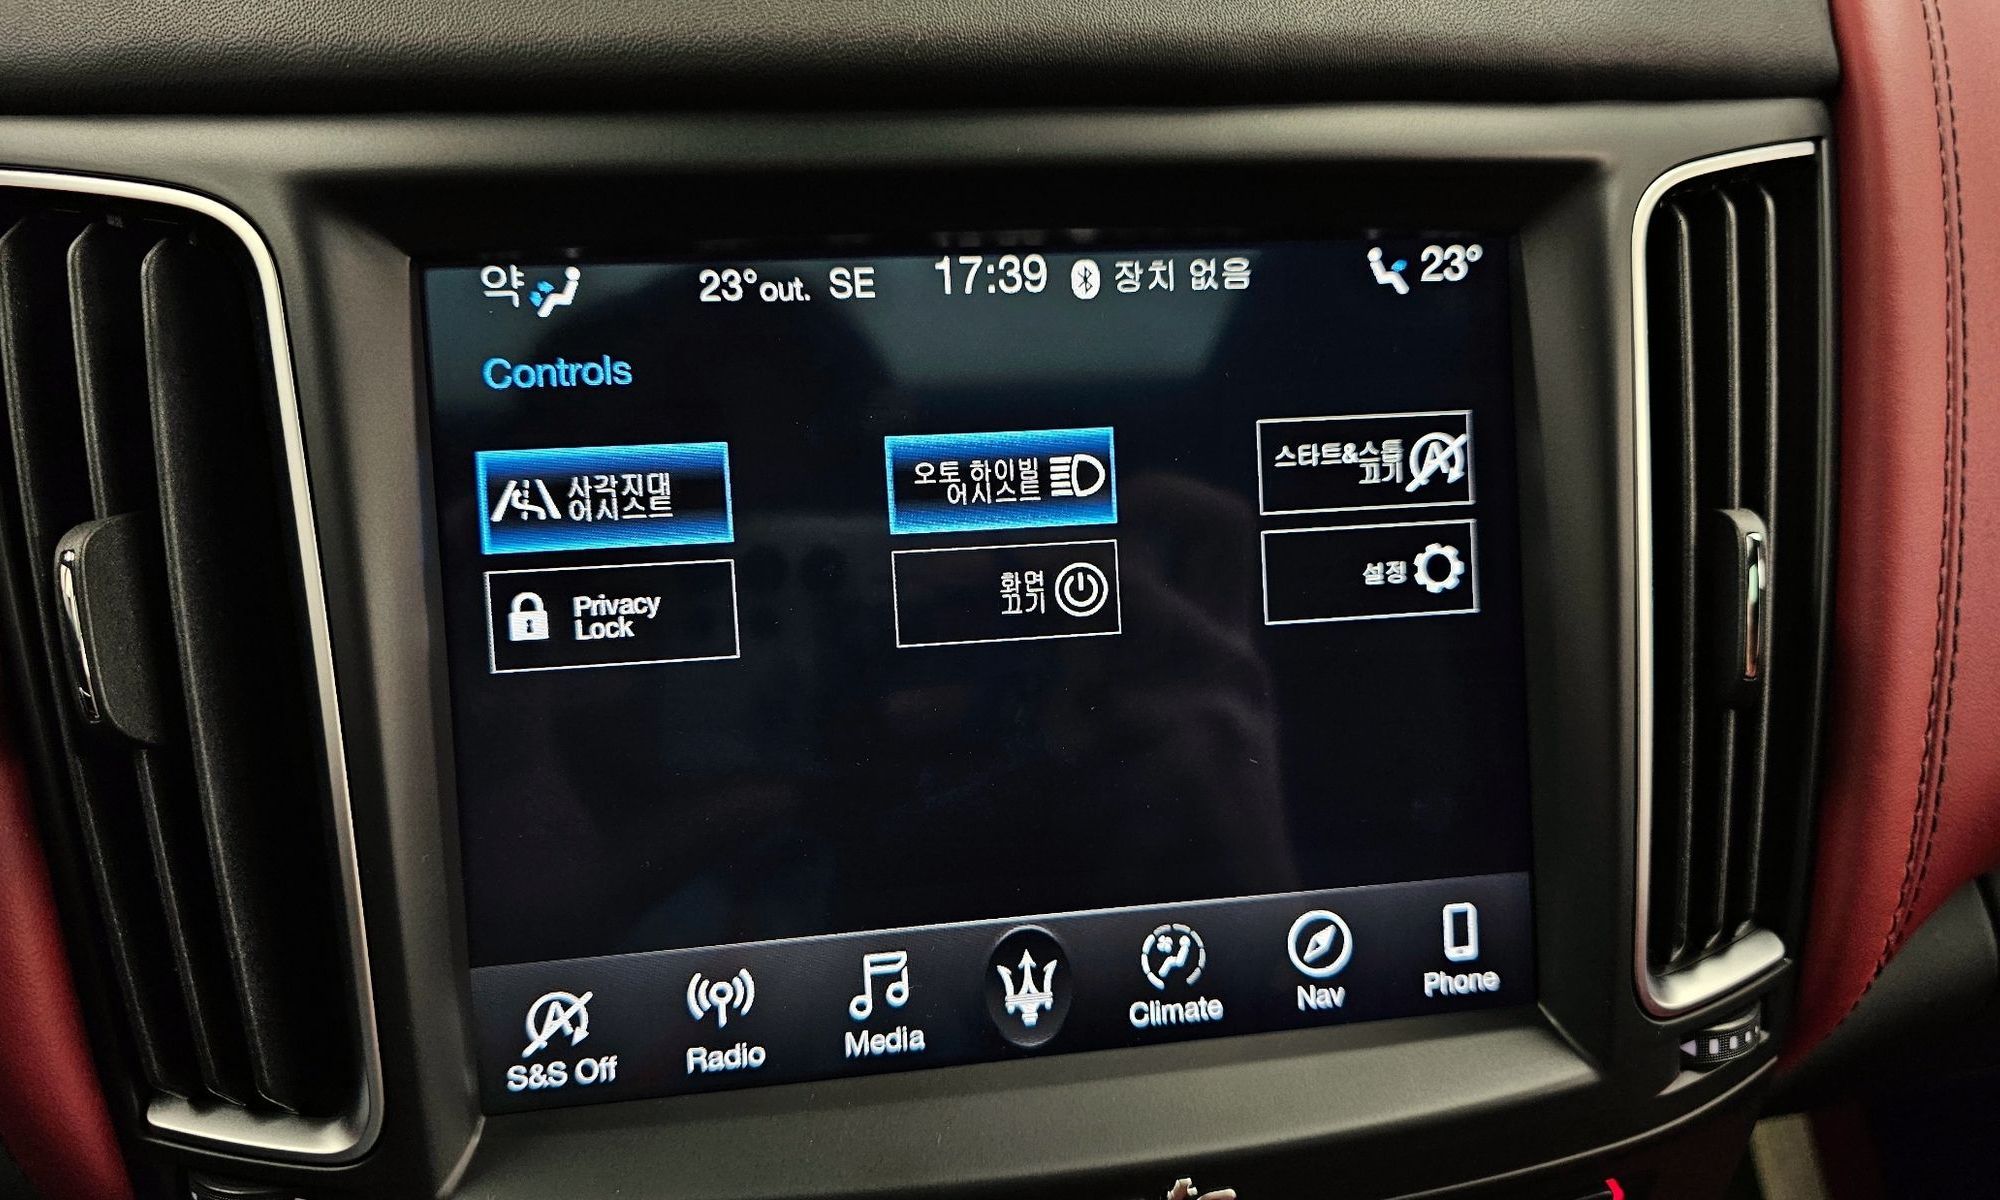 약 23° out. SE 17:39 장치 없음 23°
Controls
사각지대
어시스트
오토 하이빔
어시스트
스타트&스톱
끄기
Privacy
Lock
화면
끄기
설정
S&S Off Radio Media Climate Nav Phone